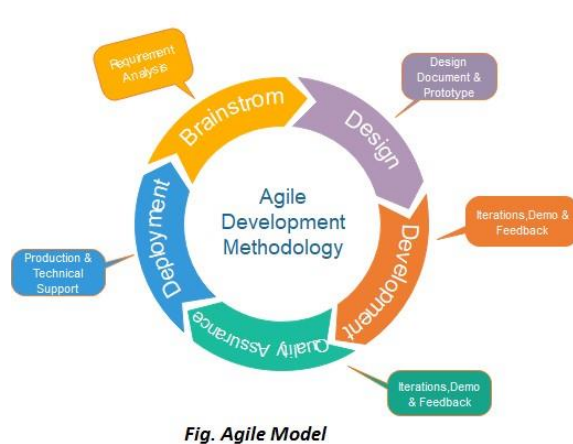 Requirement
Analysis
Brainstrom
Design
Document &
Prototype
Design
Agile
Development
Methodology
Iterations,Demo &
Feedback
Development
Deployment
Production &
Technical
Support
Quality Assurance
Iterations,Demo
& Feedback
Fig. Agile Model